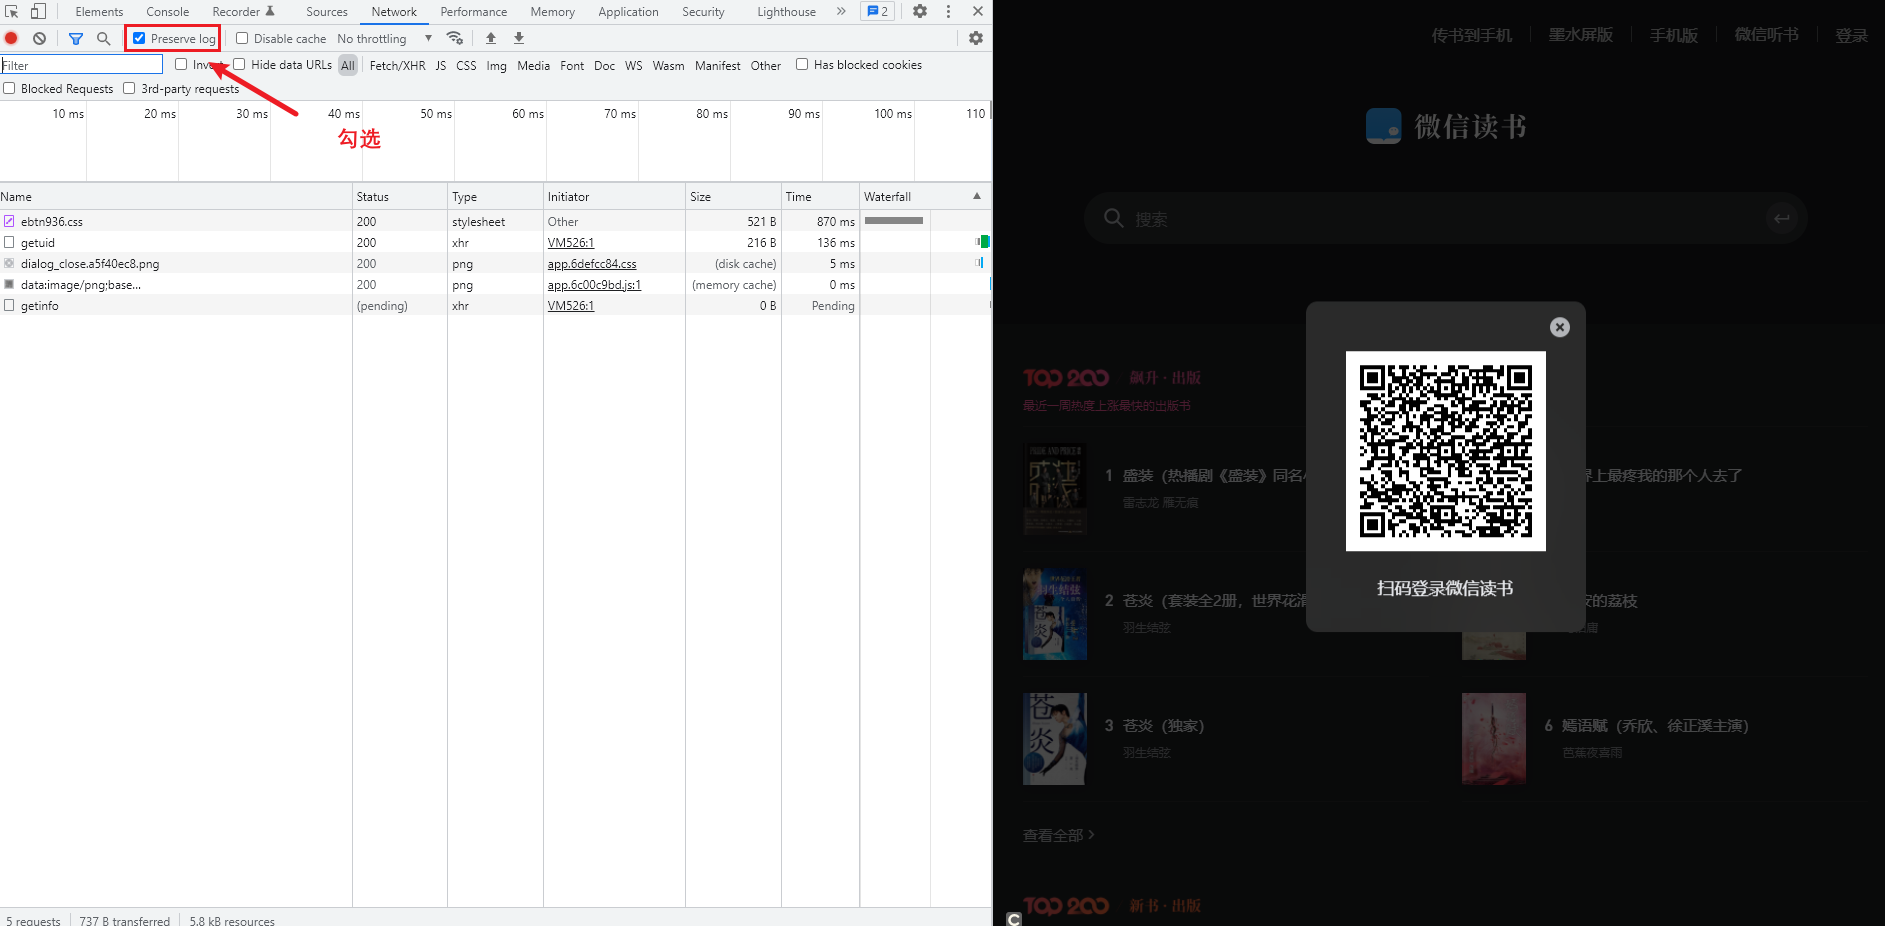 Elements Console Recorder Sources Network Performance Memory Application Security Lighthouse 2
Preserve log Disable cache No throttling
Filter Hide data URLs All Fetch/XHR JS CSS Img Media Font Doc WS Wasm Manifest Other Has blocked cookies
Blocked Requests 3rd-party requests
10 ms 20 ms 30 ms 40 ms 50 ms 60 ms 70 ms 80 ms 90 ms 100 ms 110
勾选
Name Status Type Initiator Size Time Waterfall
ebtn936.css 200 stylesheet Other 521 B 870 ms
getuid 200 xhr VM526:1 216 B 136 ms
dialog_close.a5f40ec8.png 200 png app.6defcc84.css (disk cache) 5 ms
data:image/png;base... 200 png app.6c00c9bd.js:1 (memory cache) 0 ms
getinfo (pending) xhr VM526:1 0 B Pending
5 requests 737 B transferred 5.8 kB resources
传书到手机 墨水屏版 手机版 微信听书 登录
微信读书
搜索
扫码登录微信读书
TOP 200 飙升·出版
最近一周热度上涨最快的出版书
1 盛装（热播剧《盛装》同名
雷志龙 雁无痕
界上最疼我的那个人去了
2 苍炎（套装全2册，世界花滑
羽生结弦
安的荔枝
3 苍炎（独家）
羽生结弦
6 嫣语赋（乔欣、徐正溪主演）
芭蕉夜喜雨
查看全部
TOP 200 新书·出版